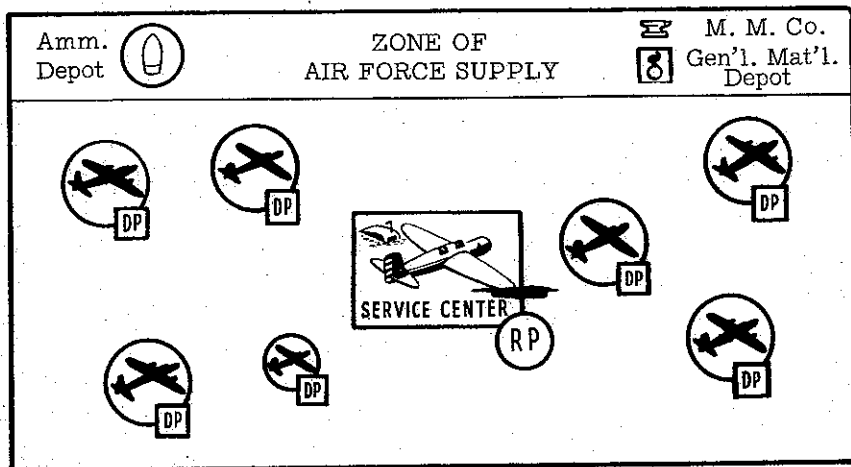 Amm.
Depot
ZONE OF
AIR FORCE SUPPLY
M. M. Co.
Gen'l. Mat'l.
Depot
DP
DP
DP
DP
SERVICE CENTER
RP
DP
DP
DP